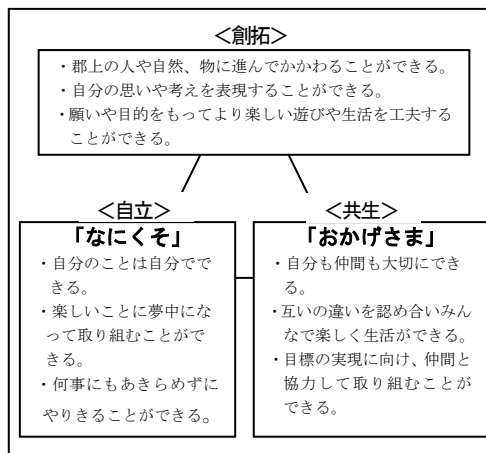 ＜創拓＞
・郡上の人や自然、物に進んでかかわることができる。
・自分の思いや考えを表現することができる。
・願いや目的をもってより楽しい遊びや生活を工夫する
ことができる。
＜自立＞
「なにくそ」
・自分のことは自分でで
きる。
・楽しいことに夢中にな
って取り組むことがで
きる。
・何事にもあきらめずに
やりきることができる。
＜共生＞
「おかげさま」
・自分も仲間も大切にでき
る。
・互いの違いを認め合いみん
なで楽しく生活ができる。
・目標の実現に向け、仲間と
協力して取り組むことが
できる。